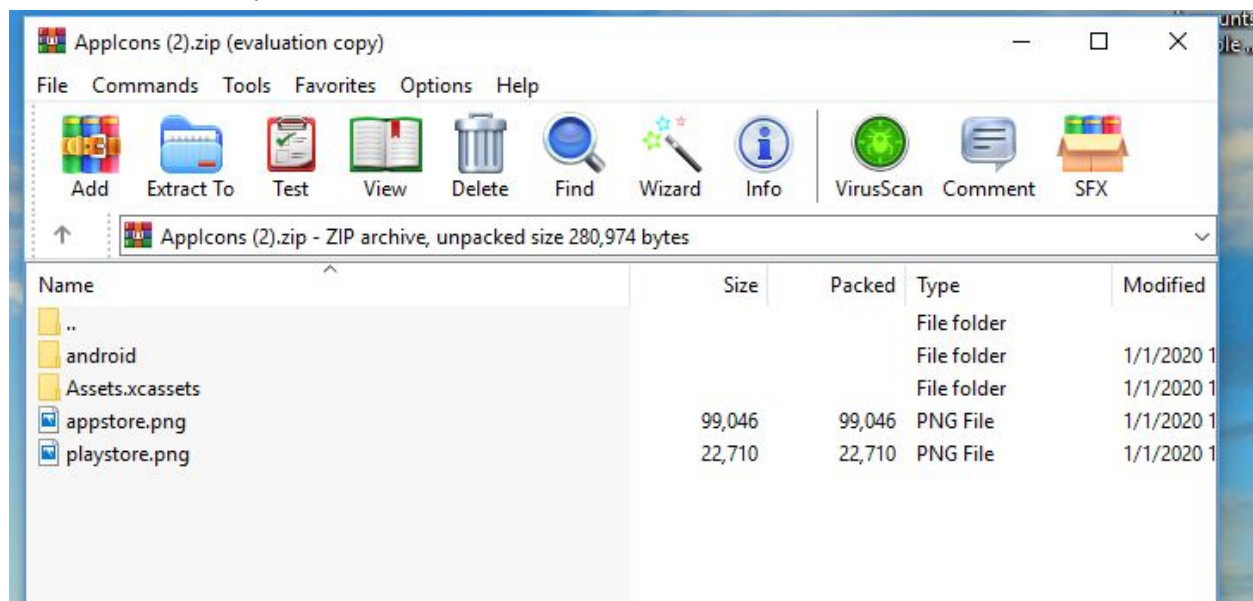 AppIcons (2).zip (evaluation copy)
File Commands Tools Favorites Options Help
Add Extract To Test View Delete Find Wizard Info VirusScan Comment SFX
AppIcons (2).zip - ZIP archive, unpacked size 280,974 bytes
Name Size Packed Type Modified
.. File folder
android File folder 1/1/2020 1
Assets.xcassets File folder 1/1/2020 1
appstore.png 99,046 99,046 PNG File 1/1/2020 1
playstore.png 22,710 22,710 PNG File 1/1/2020 1